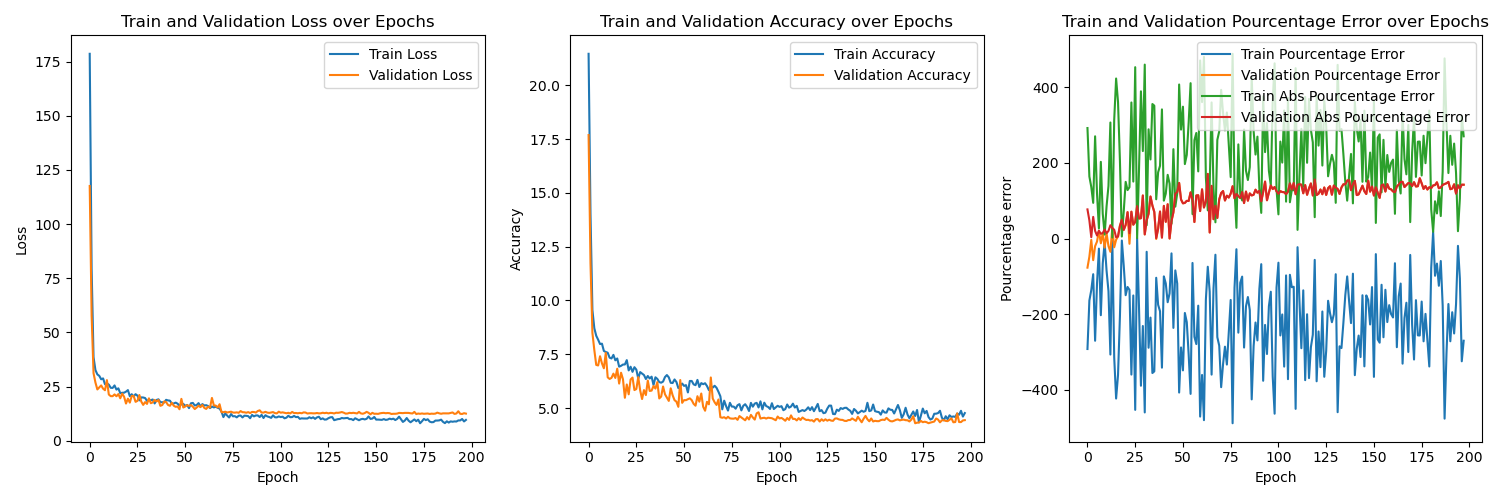 Train and Validation Loss over Epochs
Train Loss
Validation Loss
175
150
125
100
75
50
25
0
Loss
0 25 50 75 100 125 150 175 200
Epoch
Train and Validation Accuracy over Epochs
Train Accuracy
Validation Accuracy
20.0
17.5
15.0
12.5
10.0
7.5
5.0
Accuracy
0 25 50 75 100 125 150 175 200
Epoch
Train and Validation Pourcentage Error over Epochs
Train Pourcentage Error
Validation Pourcentage Error
Train Abs Pourcentage Error
Validation Abs Pourcentage Error
400
200
0
−200
−400
Pourcentage error
0 25 50 75 100 125 150 175 200
Epoch